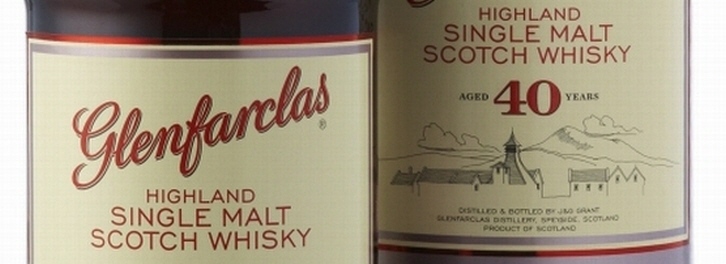 Glenfarclas®
HIGHLAND
SINGLE MALT
SCOTCH WHISKY
HIGHLAND
SINGLE MALT
SCOTCH WHISKY
AGED 40 YEARS
DISTILLED & BOTTLED BY J&G GRANT
GLENFARCLAS DISTILLERY, SPEYSIDE, SCOTLAND
PRODUCT OF SCOTLAND